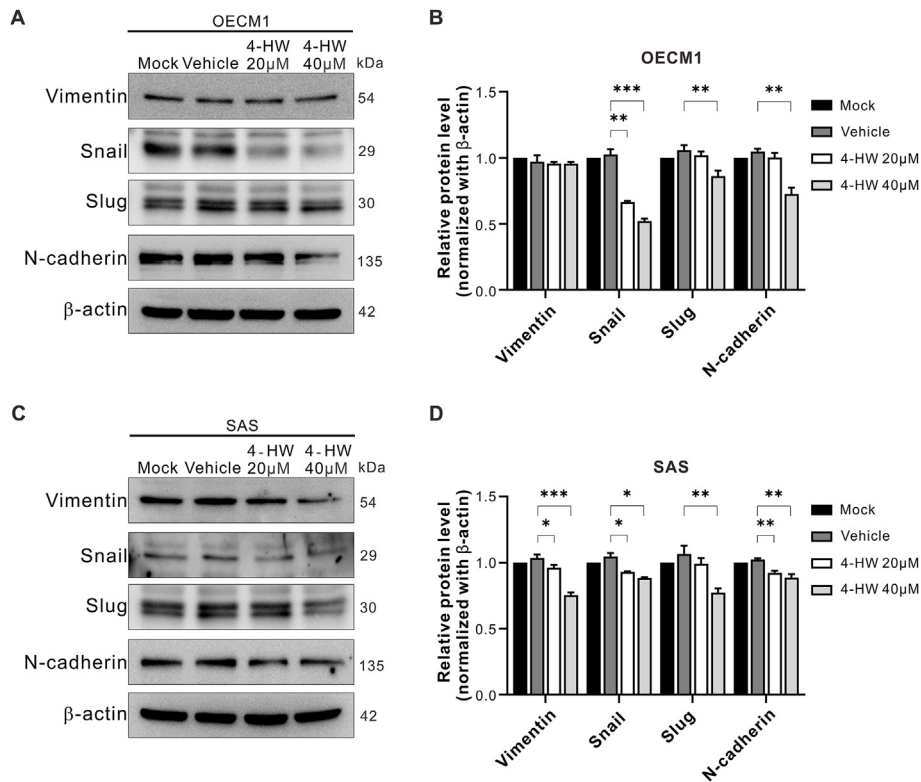 A
OECM1
Mock Vehicle 4-HW 20μM 4-HW 40μM kDa
Vimentin 54
Snail 29
Slug 30
N-cadherin 135
β-actin 42
B
OECM1
Relative protein level
(normalized with β-actin)
1.5
1.0
0.5
0.0
*** ** ** **
Vimentin Snail Slug N-cadherin
Mock
Vehicle
4-HW 20μM
4-HW 40μM
C
SAS
Mock Vehicle 4-HW 20μM 4-HW 40μM kDa
Vimentin 54
Snail 29
Slug 30
N-cadherin 135
β-actin 42
D
SAS
Relative protein level
(normalized with β-actin)
1.5
1.0
0.5
0.0
*** * ** **
* * **
Vimentin Snail Slug N-cadherin
Mock
Vehicle
4-HW 20μM
4-HW 40μM